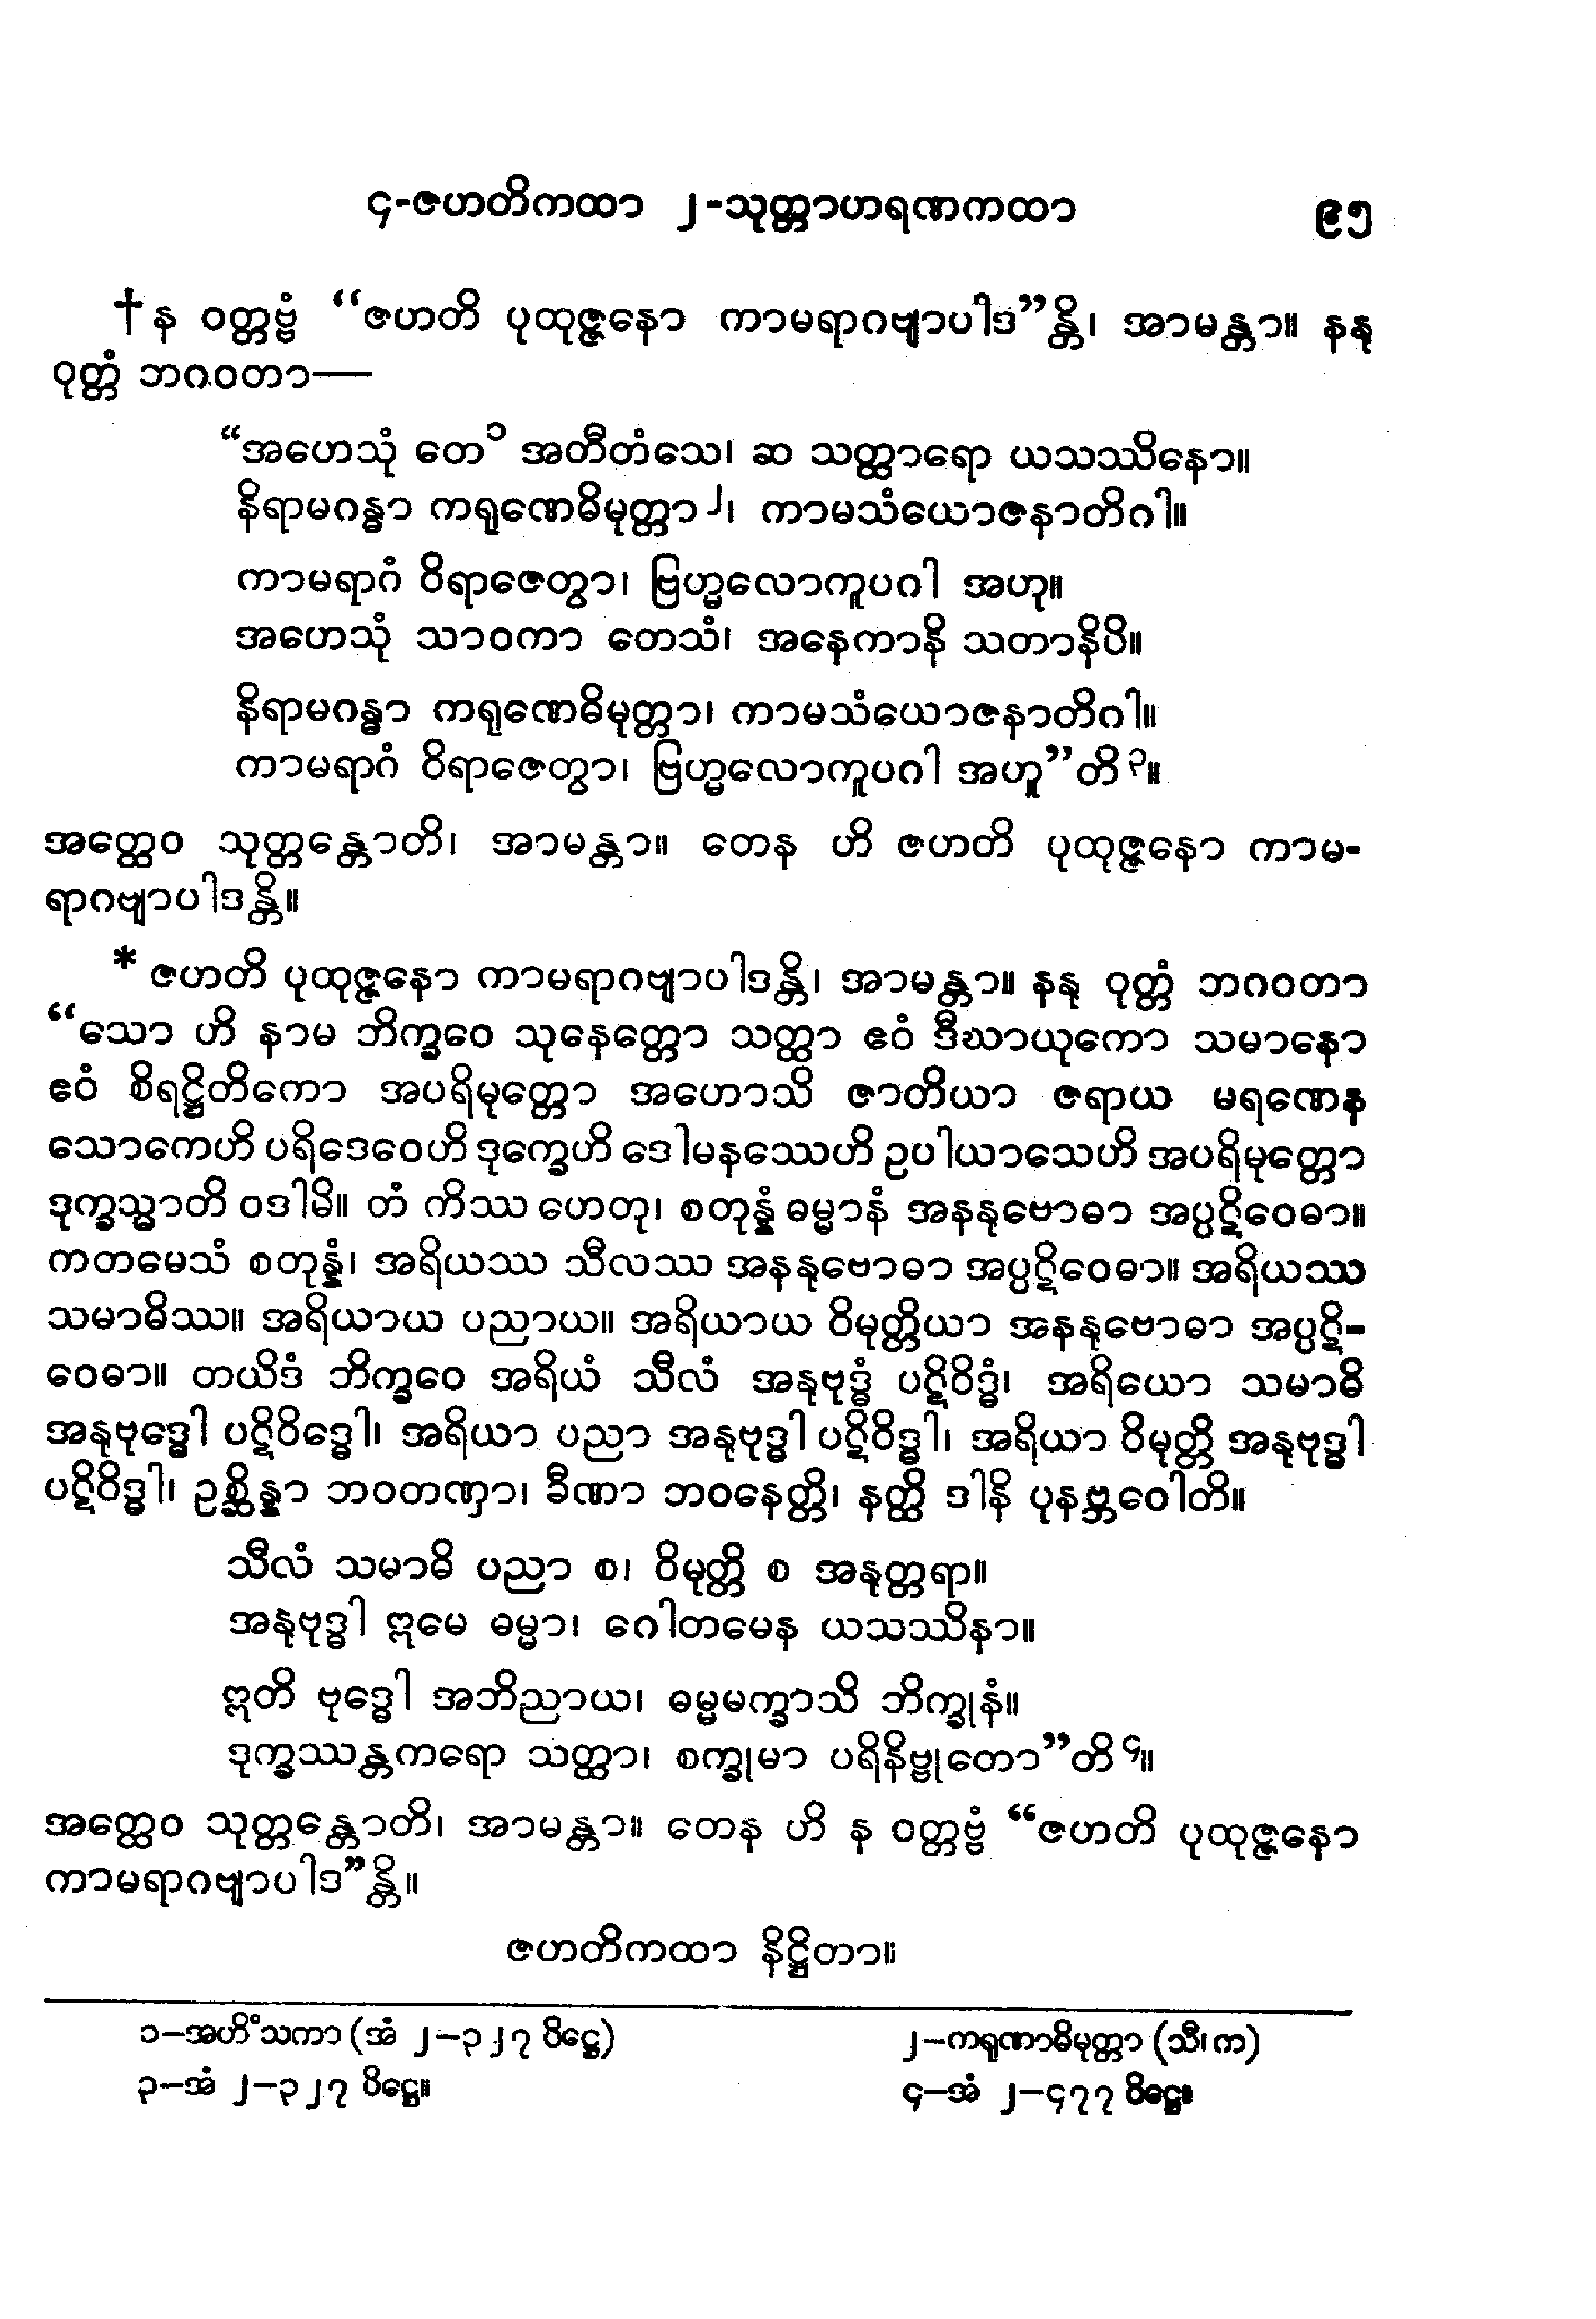 ၄-ဇဟတိကထာ ၂-သုတ္တာဟရဏကထာ ၉၅
†န ဝတ္တဗ္ဗံ “ဇဟတိ ပုထုဇ္ဇနော ကာမရာဂဗျာပါဒ”န္တိ၊ အာမန္တာ။ နနု
ဝုတ္တံ ဘဂဝတာ—
“အဟေသုံ တေ၁ အတီတံသေ၊ ဆ သတ္ထာရော ယသဿိနော။
နိရာမဂန္ဓာ ကရုဏေဓိမုတ္တာ၂၊ ကာမသံယောဇနာတိဂါ။
ကာမရာဂံ ဝိရာဇေတွာ၊ ဗြဟ္မလောကူပဂါ အဟု။
အဟေသုံ သာဝကာ တေသံ၊ အနေကာနိ သတာနိပိ။
နိရာမဂန္ဓာ ကရုဏေဓိမုတ္တာ၊ ကာမသံယောဇနာတိဂါ။
ကာမရာဂံ ဝိရာဇေတွာ၊ ဗြဟ္မလောကူပဂါ အဟူ”တိ၃။
အတ္ထေဝ သုတ္တန္တောတိ၊ အာမန္တာ။ တေန ဟိ ဇဟတိ ပုထုဇ္ဇနော ကာမ-
ရာဂဗျာပါဒန္တိ။
* ဇဟတိ ပုထုဇ္ဇနော ကာမရာဂဗျာပါဒန္တိ၊ အာမန္တာ။ နနု ဝုတ္တံ ဘဂဝတာ
“သော ဟိ နာမ ဘိက္ခဝေ သုနေတ္တော သတ္ထာ ဧဝံ ဒီဃာယုကော သမာနော
ဧဝံ စိရဋ္ဌိတိကော အပရိမုတ္တော အဟောသိ ဇာတိယာ ဇရာယ မရဏေန
သောကေဟိ ပရိဒေဝေဟိ ဒုက္ခေဟိ ဒေါမနဿေဟိ ဥပါယာသေဟိ အပရိမုတ္တော
ဒုက္ခသ္မာတိ ဝဒါမိ။ တံ ကိဿ ဟေတု၊ စတုန္နံ ဓမ္မာနံ အနနုဗောဓာ အပ္ပဋိဝေဓာ။
ကတမေသံ စတုန္နံ၊ အရိယဿ သီလဿ အနနုဗောဓာ အပ္ပဋိဝေဓာ။ အရိယဿ
သမာဓိဿ။ အရိယာယ ပညာယ။ အရိယာယ ဝိမုတ္တိယာ အနနုဗောဓာ အပ္ပဋိ-
ဝေဓာ။ တယိဒံ ဘိက္ခဝေ အရိယံ သီလံ အနုဗုဒ္ဓံ ပဋိဝိဒ္ဓံ၊ အရိယော သမာဓိ
အနုဗုဒ္ဓေါ ပဋိဝိဒ္ဓေါ၊ အရိယာ ပညာ အနုဗုဒ္ဓါ ပဋိဝိဒ္ဓါ၊ အရိယာ ဝိမုတ္တိ အနုဗုဒ္ဓါ
ပဋိဝိဒ္ဓါ၊ ဥစ္ဆိန္နာ ဘဝတဏှာ၊ ခီဏာ ဘဝနေတ္တိ၊ နတ္ထိ ဒါနိ ပုနဗ္ဘဝေါတိ။
သီလံ သမာဓိ ပညာ စ၊ ဝိမုတ္တိ စ အနုတ္တရာ။
အနုဗုဒ္ဓါ ဣမေ ဓမ္မာ၊ ဂေါတမေန ယသဿိနာ။
ဣတိ ဗုဒ္ဓေါ အဘိညာယ၊ ဓမ္မမက္ခာသိ ဘိက္ခုနံ။
ဒုက္ခဿန္တကရော သတ္ထာ၊ စက္ခုမာ ပရိနိဗ္ဗုတော”တိ၄။
အတ္ထေဝ သုတ္တန္တောတိ၊ အာမန္တာ။ တေန ဟိ န ဝတ္တဗ္ဗံ “ဇဟတိ ပုထုဇ္ဇနော
ကာမရာဂဗျာပါဒ”န္တိ။
ဇဟတိကထာ နိဋ္ဌိတာ။
၁—အဟိံသကာ (အံ ၂—၃၂၇ ပိဋ္ဌေ) ၂—ကရုဏာဓိမုတ္တာ (သီ၊ က)
၃—အံ ၂—၃၂၇ ပိဋ္ဌေ။ ၄—အံ ၂—၄၇၇ ပိဋ္ဌေ။